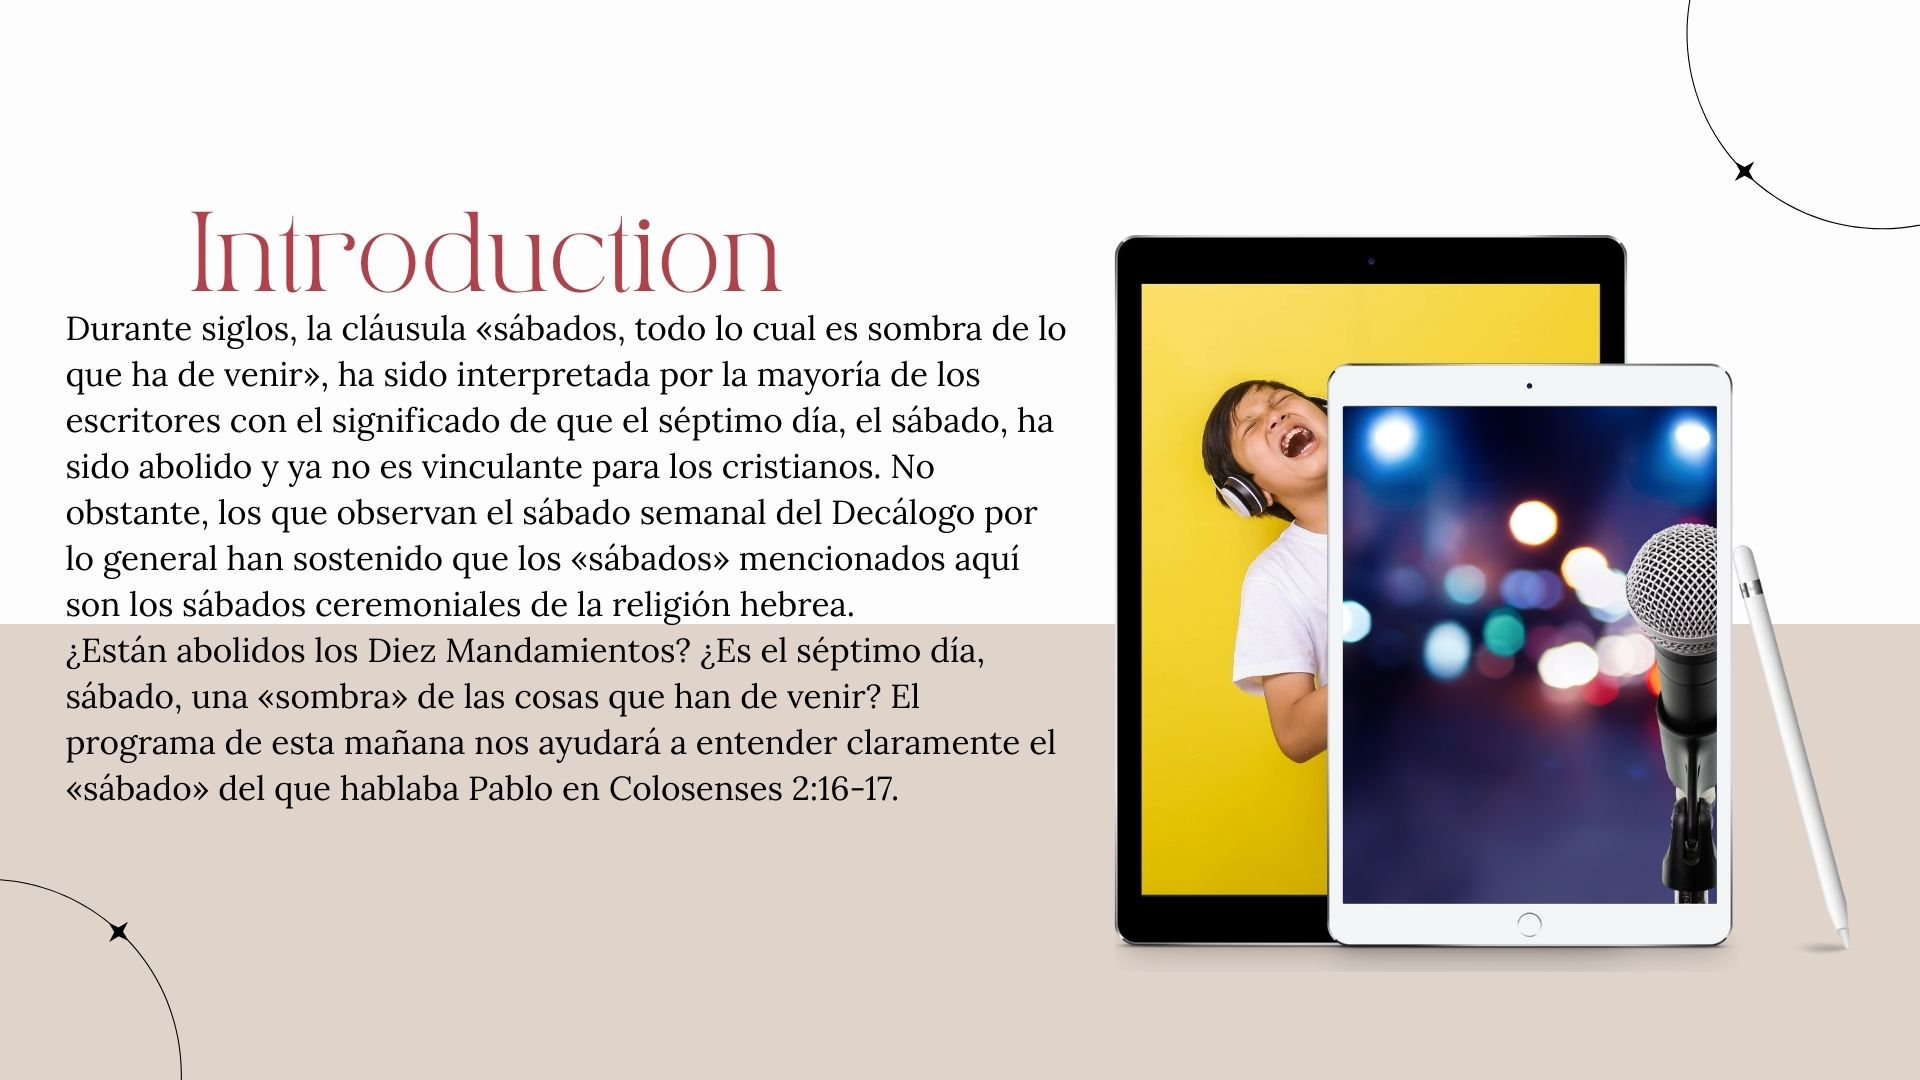 Introduction
Durante siglos, la cláusula «sábados, todo lo cual es sombra de lo
que ha de venir», ha sido interpretada por la mayoría de los
escritores con el significado de que el séptimo día, el sábado, ha
sido abolido y ya no es vinculante para los cristianos. No
obstante, los que observan el sábado semanal del Decálogo por
lo general han sostenido que los «sábados» mencionados aquí
son los sábados ceremoniales de la religión hebrea.
¿Están abolidos los Diez Mandamientos? ¿Es el séptimo día,
sábado, una «sombra» de las cosas que han de venir? El
programa de esta mañana nos ayudará a entender claramente el
«sábado» del que hablaba Pablo en Colosenses 2:16-17.